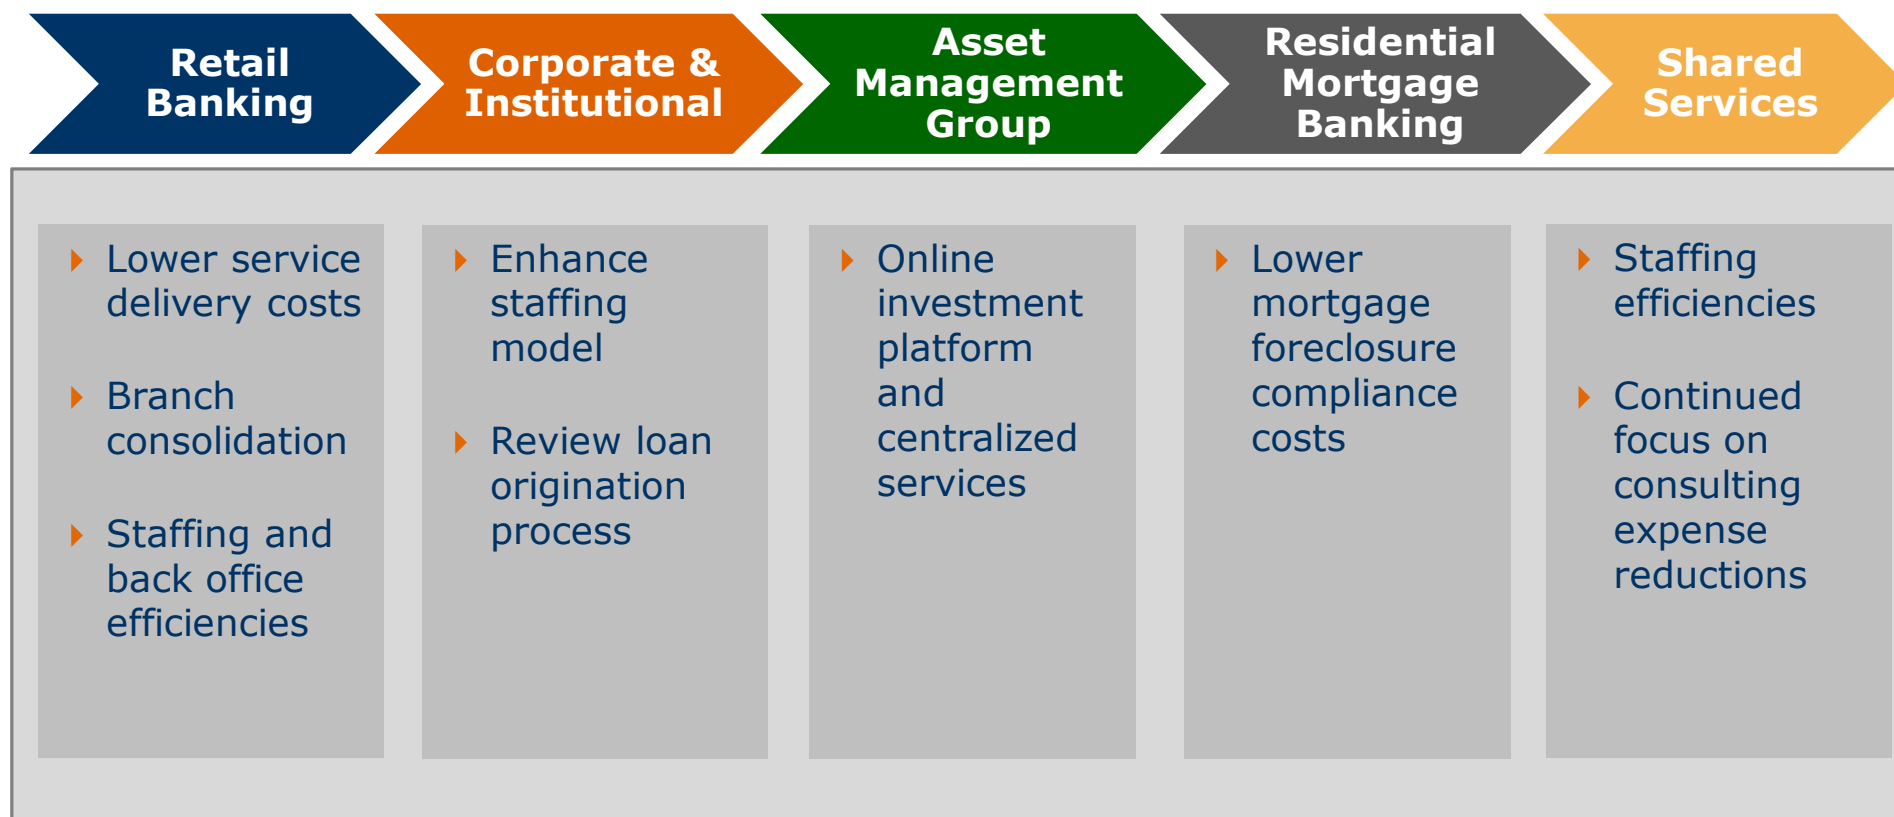 Retail
Banking
Corporate &
Institutional
Asset
Management
Group
Residential
Mortgage
Banking
Shared
Services
Lower service
delivery costs
Branch
consolidation
Staffing and
back office
efficiencies
Enhance
staffing
model
Review loan
origination
process
Online
investment
platform
and
centralized
services
Lower
mortgage
foreclosure
compliance
costs
Staffing
efficiencies
Continued
focus on
consulting
expense
reductions